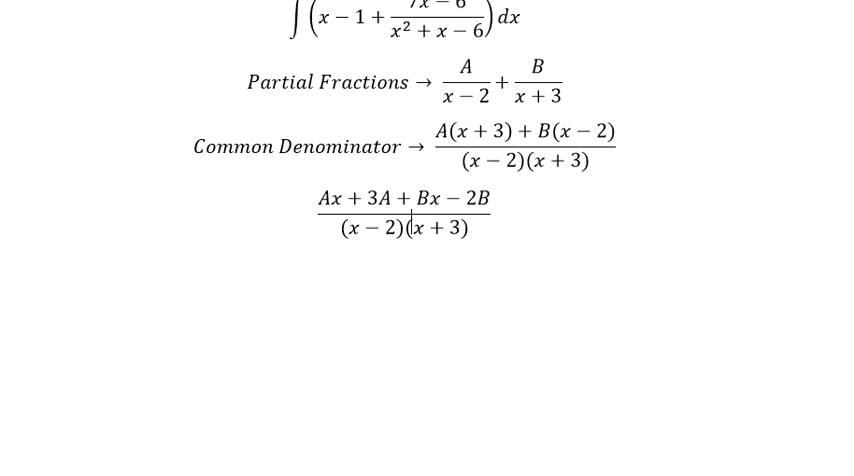 ∫ (x − 1 + (7x − 6)/(x² + x − 6)) dx
Partial Fractions → A/(x − 2) + B/(x + 3)
Common Denominator → (A(x + 3) + B(x − 2))/((x − 2)(x + 3))
(Ax + 3A + Bx − 2B)/((x − 2)(x + 3))